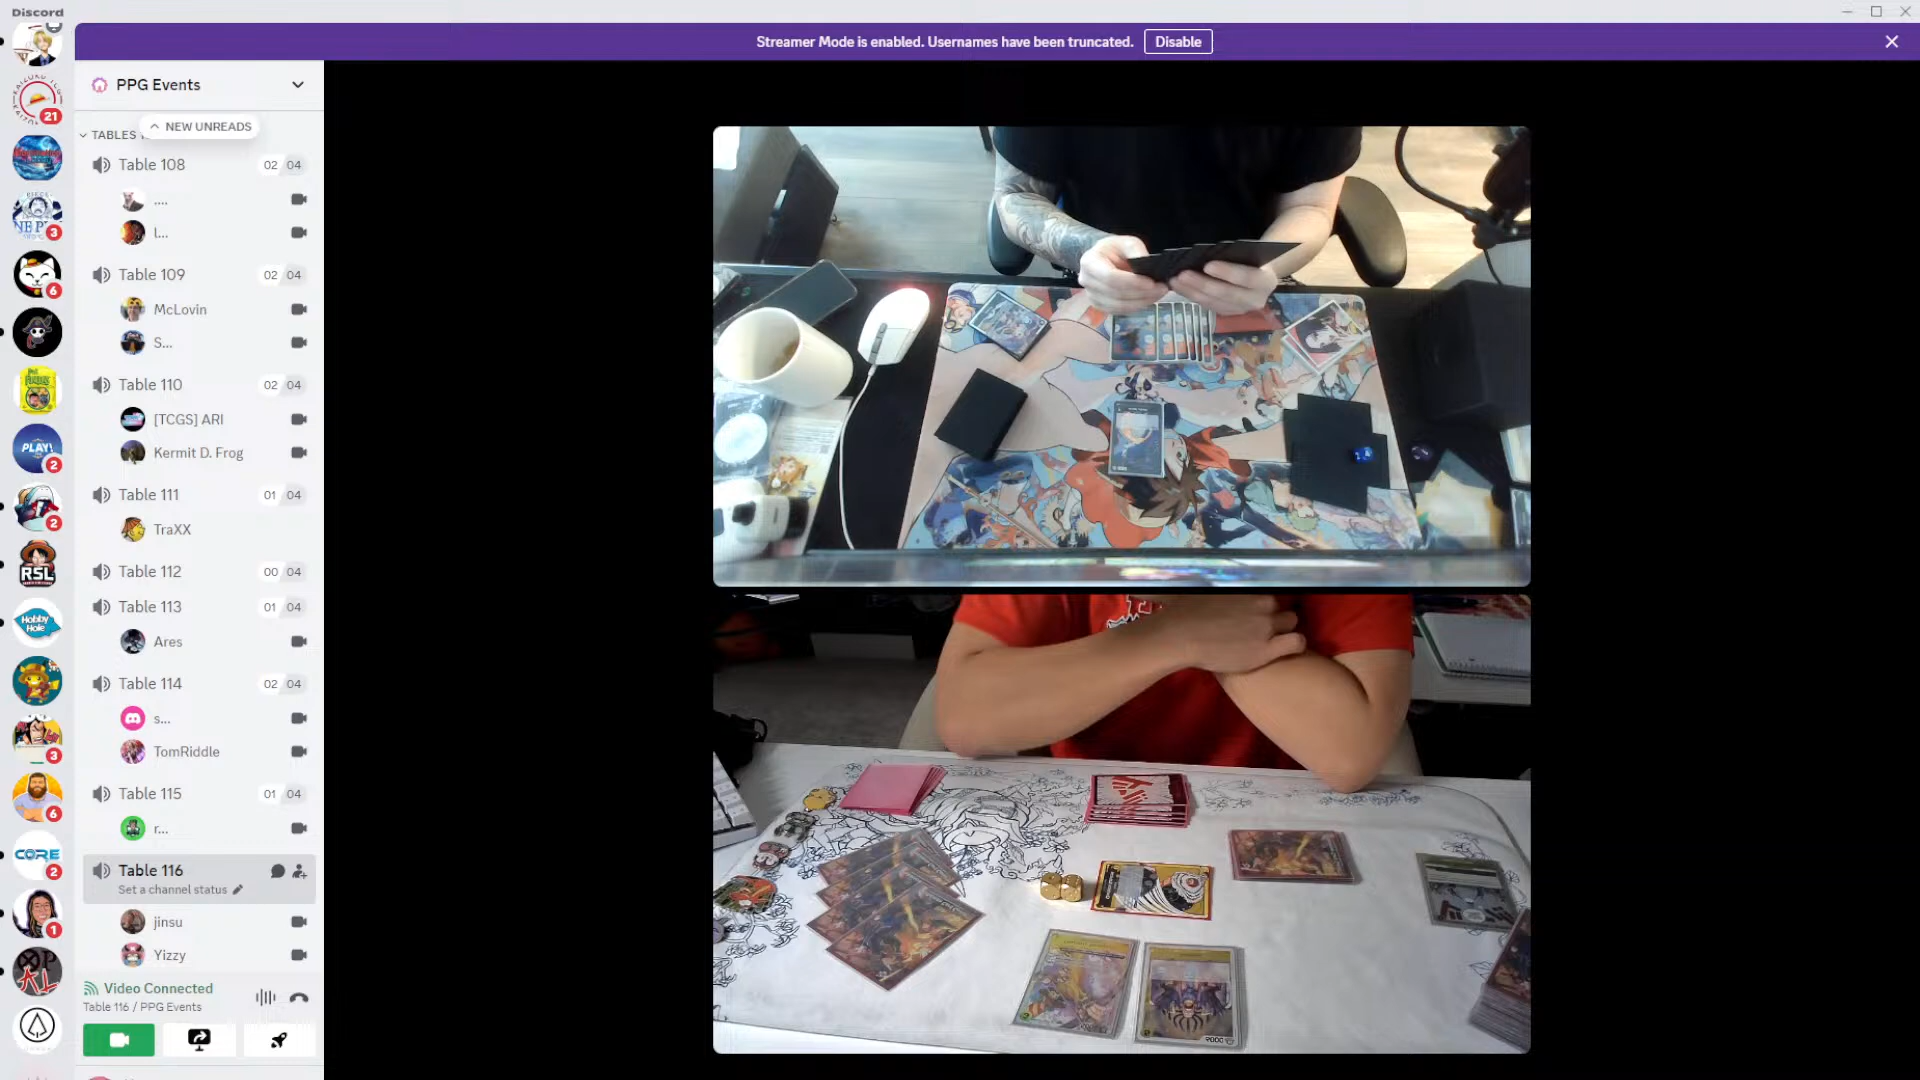 Discord
Streamer Mode is enabled. Usernames have been truncated.
Disable
PPG Events
NEW UNREADS
TABLES
Table 108
02 04
....
l...
Table 109
02 04
McLovin
S...
Table 110
02 04
[TCGS] ARI
Kermit D. Frog
Table 111
01 04
TraXX
Table 112
00 04
Table 113
01 04
Ares
Table 114
02 04
s...
TomRiddle
Table 115
01 04
r...
Table 116
Set a channel status
jinsu
Yizzy
Video Connected
Table 116 / PPG Events
21
3
6
PLAY!
2
2
RSL
Hobby
Hole
3
6
CORE
2
1